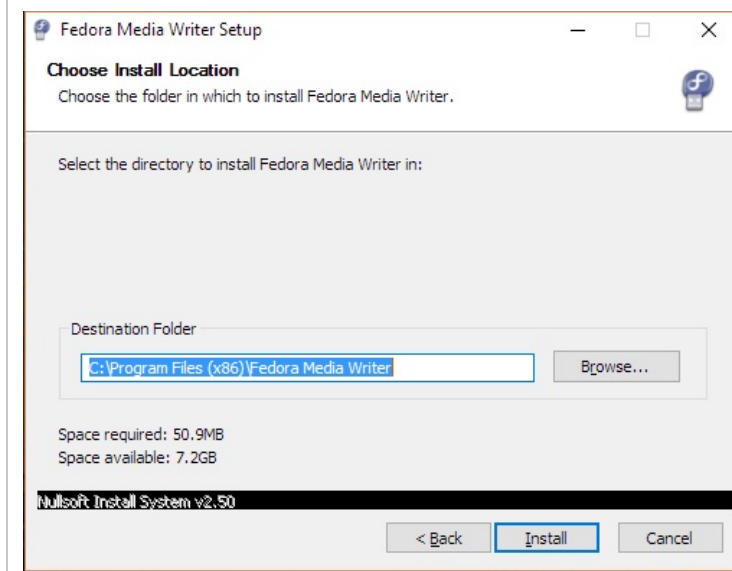 Fedora Media Writer Setup
Choose Install Location
Choose the folder in which to install Fedora Media Writer.
Select the directory to install Fedora Media Writer in:
Destination Folder
C:\Program Files (x86)\Fedora Media Writer
Browse...
Space required: 50.9MB
Space available: 7.2GB
Nullsoft Install System v2.50
< Back
Install
Cancel